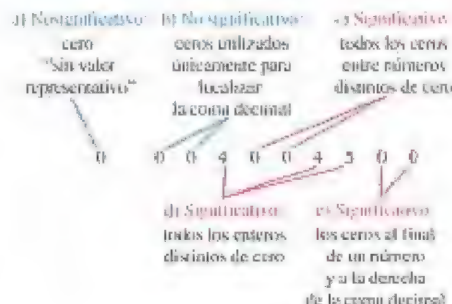 a) No significativo:
cero
"sin valor
representativo"
b) No significativo:
ceros utilizados
únicamente para
localizar
la coma decimal
c) Significativo:
todos los ceros
entre números
distintos de cero
0 0 0 4 0 0 4 5 0 0
d) Significativo:
todos los enteros
distintos de cero
e) Significativo:
los ceros al final
de un número
y a la derecha
de la coma decimal